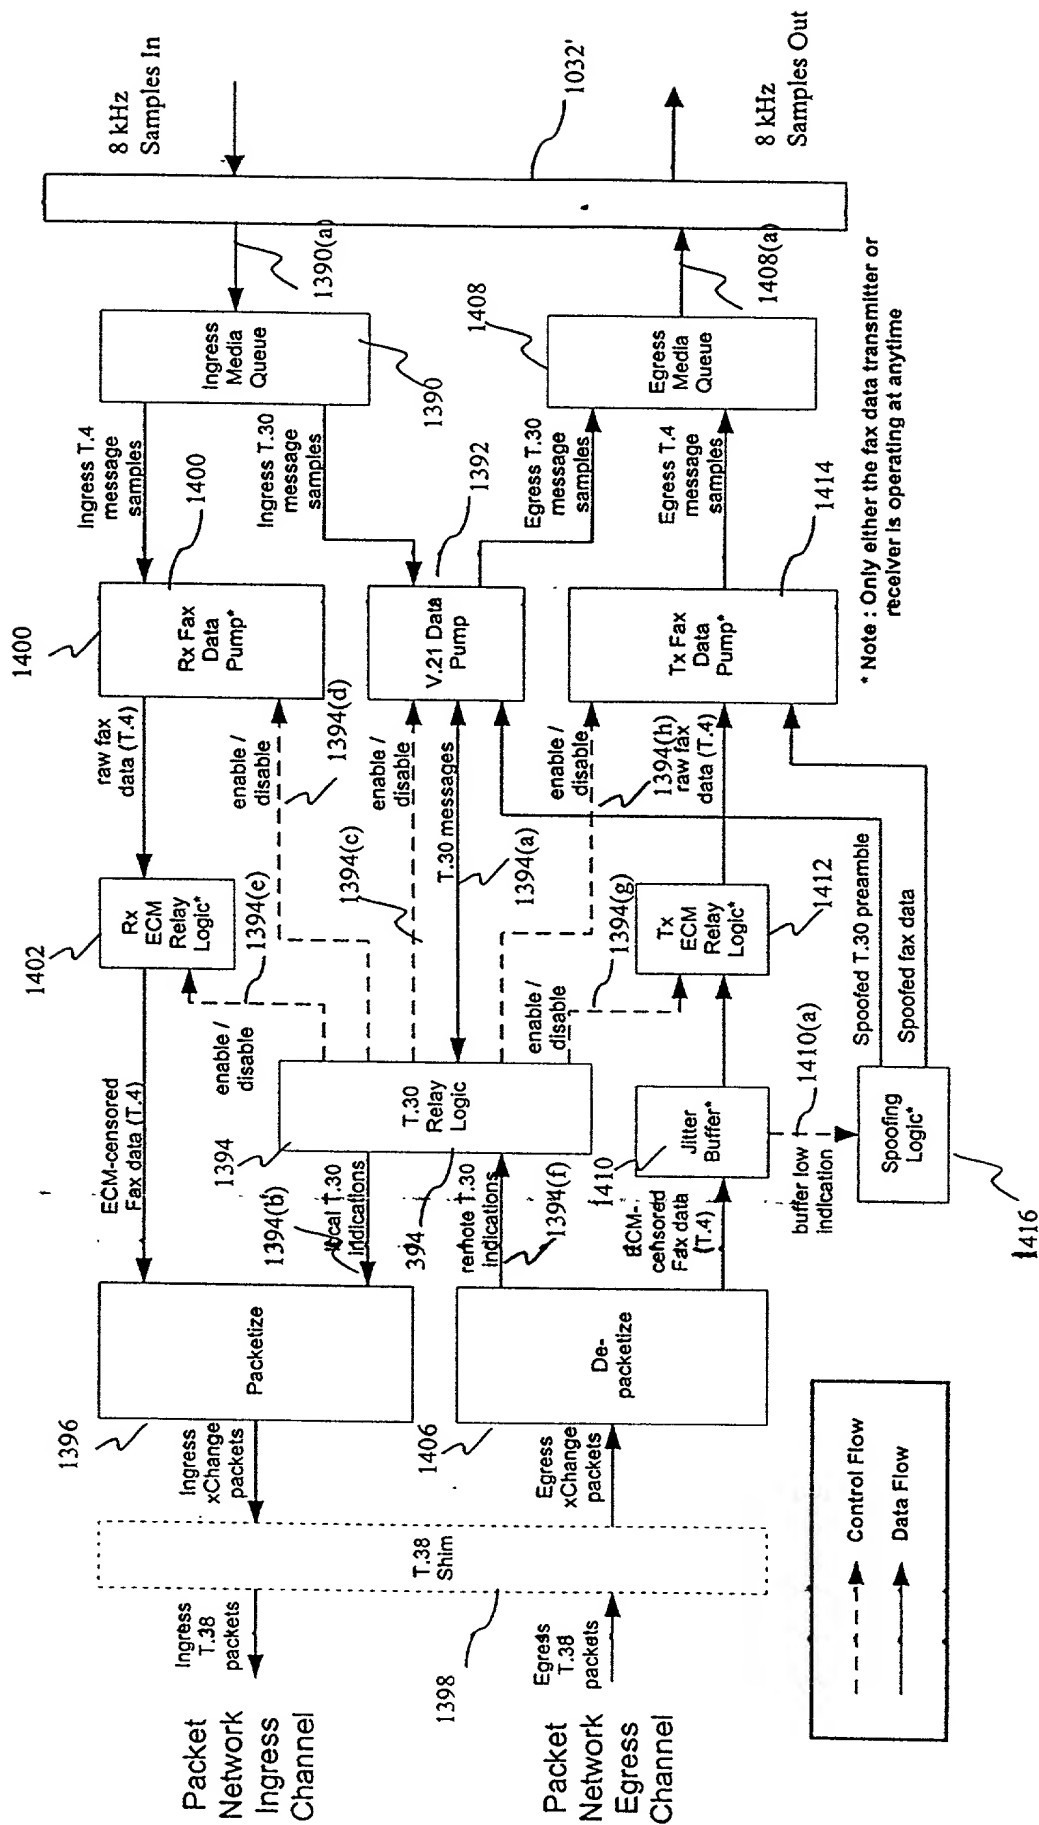 8 kHz
Samples In
1032'
8 kHz
Samples Out
1390(a)
Ingress
Media
Queue
1390
1408
Egress
Media
Queue
1408(a)
Ingress T.4
message
samples
1400
Ingress T.30
message
samples
1392
Egress T.30
message
samples
Egress T.4
message
samples
1414
* Note : Only either the fax data transmitter or
receiver is operating at anytime
1400
Rx Fax
Data
Pump*
V.21 Data
Pump
Tx Fax
Data
Pump*
raw fax
data (T.4)
enable /
disable
1394(d)
enable /
disable
1394(c)
T.30 messages
1394(a)
enable /
disable
1394(h)
raw fax
data (T.4)
1402
Rx
ECM
Relay
Logic*
1394(e)
enable /
disable
enable /
disable
1394(g)
Tx
ECM
Relay
Logic*
1412
Spoofed T.30 preamble
Spoofed fax data
ECM-censored
Fax data (T.4)
1394
T.30
Relay
Logic
1410
Jitter
Buffer*
1410(a)
buffer low
indication
Spoofing
Logic*
1416
1394(b)
local T.30
indications
394
remote T.30
indications
1394(f)
ECM-
censored
Fax data
(T.4)
1396
Packetize
1406
De-
packetize
Ingress
xChange
packets
Egress
xChange
packets
T.38
Shim
1398
Ingress
T.38
packets
Egress
T.38
packets
Packet
Network
Ingress
Channel
Packet
Network
Egress
Channel
Control Flow
Data Flow